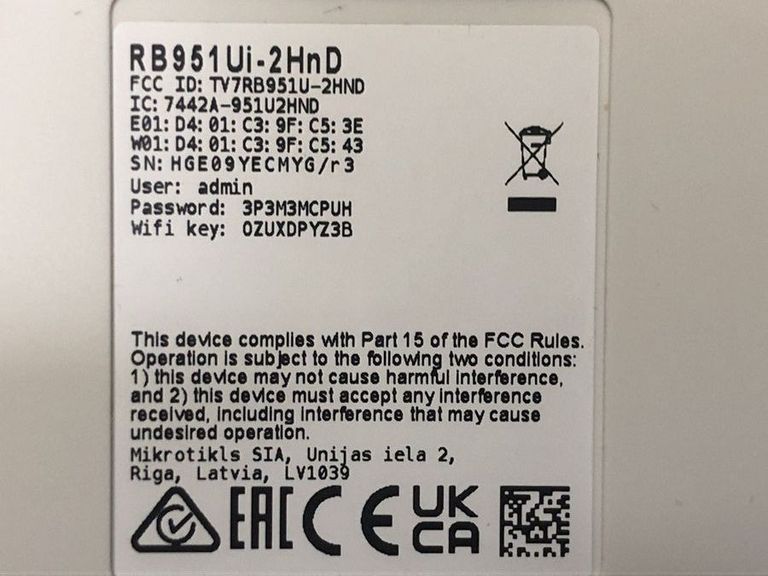 RB951Ui-2HnD
FCC ID: TV7RB951U-2HND
IC: 7442A-951U2HND
E01: D4: 01: C3: 9F: C5: 3E
W01: D4: 01: C3: 9F: C5: 43
SN: HGE09YECMYG/r3
User: admin
Password: 3P3M3MCPUH
Wifi key: 0ZUXDPYZ3B
This device complies with Part 15 of the FCC Rules.
Operation is subject to the following two conditions:
1) this device may not cause harmful interference,
and 2) this device must accept any interference
received, including interference that may cause
undesired operation.
Mikrotikls SIA, Unijas iela 2,
Riga, Latvia, LV1039
EAC CE UK
CA